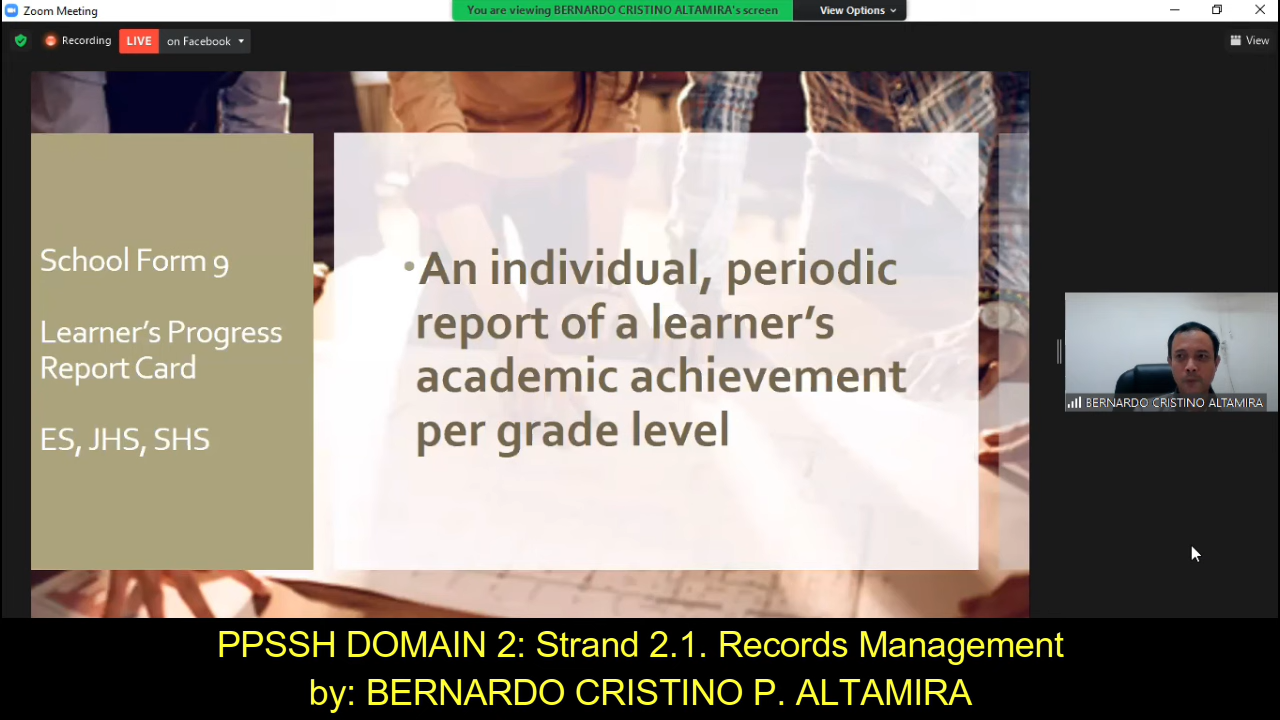 Zoom Meeting
You are viewing BERNARDO CRISTINO ALTAMIRA's screen
View Options
Recording
LIVE
on Facebook
View
School Form 9
Learner's Progress
Report Card
ES, JHS, SHS
•An individual, periodic
report of a learner's
academic achievement
per grade level
BERNARDO CRISTINO ALTAMIRA
PPSSH DOMAIN 2: Strand 2.1. Records Management
by: BERNARDO CRISTINO P. ALTAMIRA